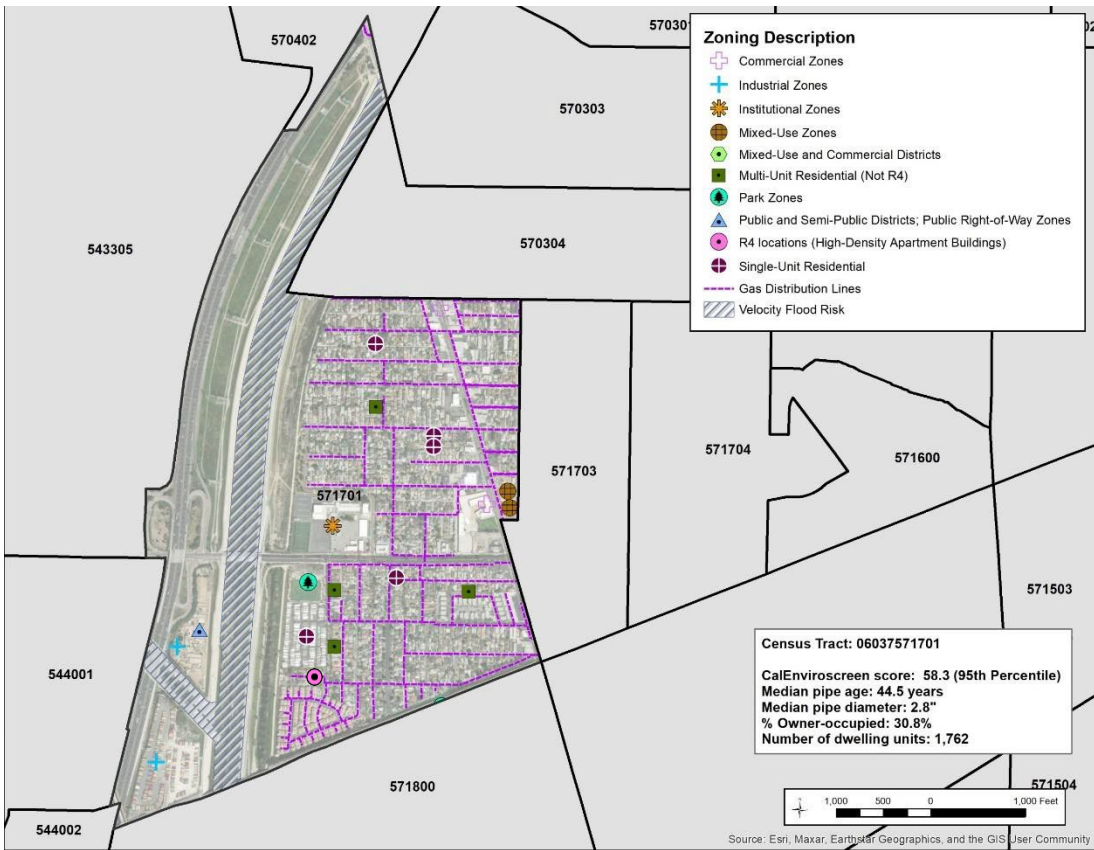 570402
570301
02
570303
543305
570304
571703
571704
571600
571701
571503
544001
571800
571504
544002
Zoning Description
Commercial Zones
Industrial Zones
Institutional Zones
Mixed-Use Zones
Mixed-Use and Commercial Districts
Multi-Unit Residential (Not R4)
Park Zones
Public and Semi-Public Districts; Public Right-of-Way Zones
R4 locations (High-Density Apartment Buildings)
Single-Unit Residential
Gas Distribution Lines
Velocity Flood Risk
Census Tract: 06037571701
CalEnviroscreen score: 58.3 (95th Percentile)
Median pipe age: 44.5 years
Median pipe diameter: 2.8"
% Owner-occupied: 30.8%
Number of dwelling units: 1,762
1,000 500 0 1,000 Feet
Source: Esri, Maxar, Earthstar Geographics, and the GIS User Community